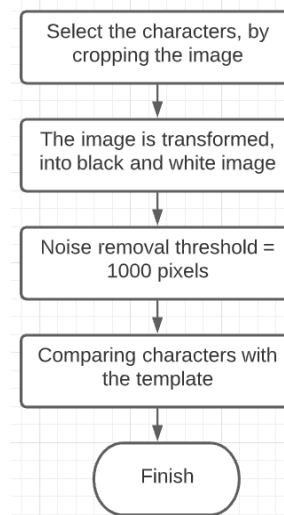 Select the characters, by
cropping the image
The image is transformed,
into black and white image
Noise removal threshold =
1000 pixels
Comparing characters with
the template
Finish